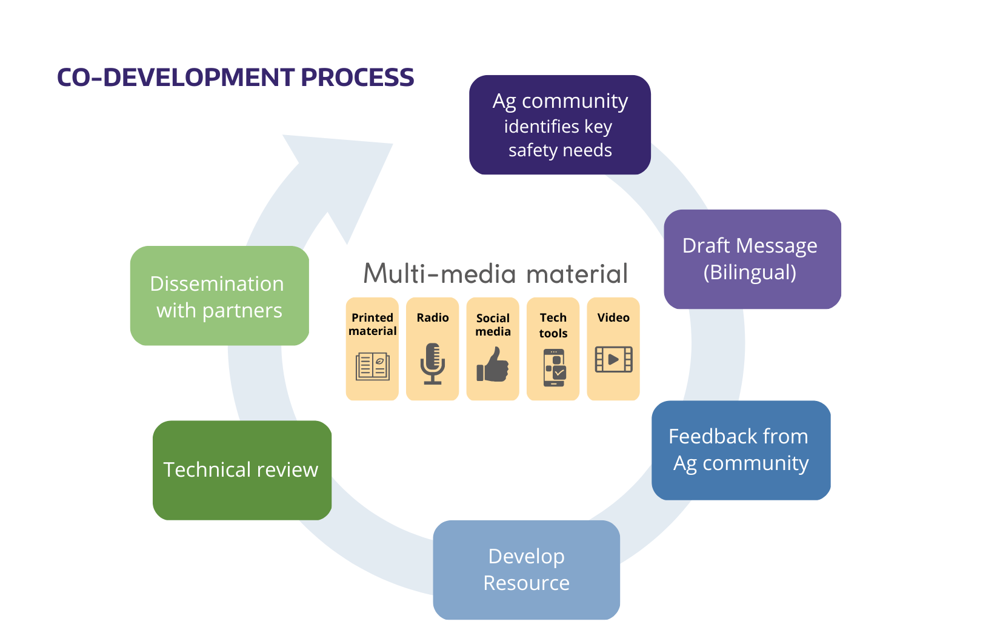 CO-DEVELOPMENT PROCESS
Ag community
identifies key
safety needs
Draft Message
(Bilingual)
Feedback from
Ag community
Develop
Resource
Technical review
Dissemination
with partners
Multi-media material
Printed
material
Radio
Social
media
Tech
tools
Video